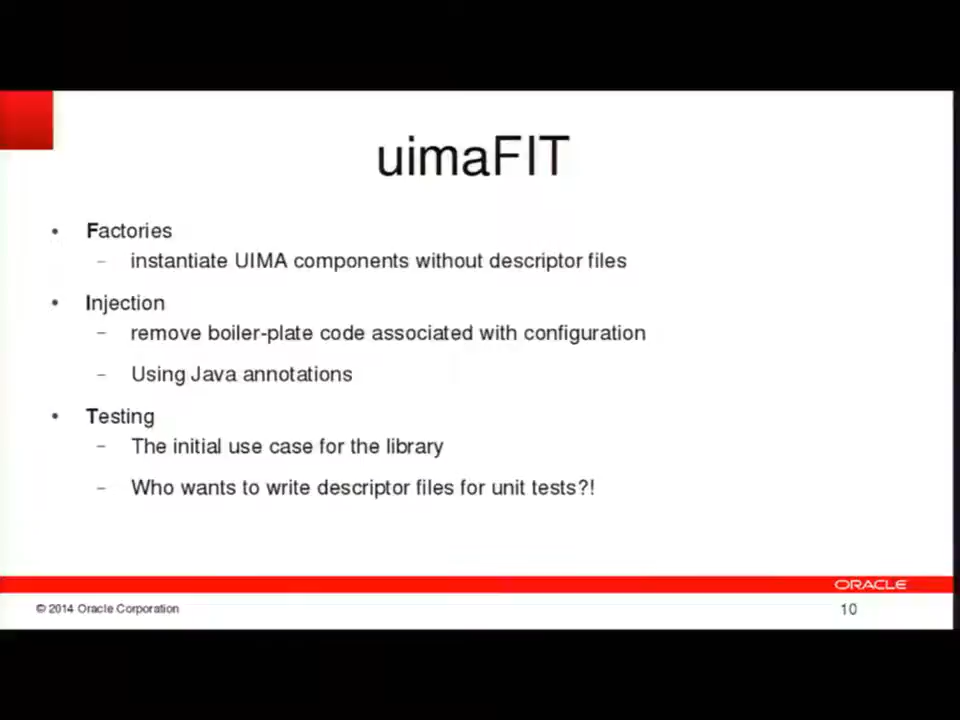 uimaFIT
• Factories
– instantiate UIMA components without descriptor files
• Injection
– remove boiler-plate code associated with configuration
– Using Java annotations
• Testing
– The initial use case for the library
– Who wants to write descriptor files for unit tests?!
ORACLE
© 2014 Oracle Corporation
10